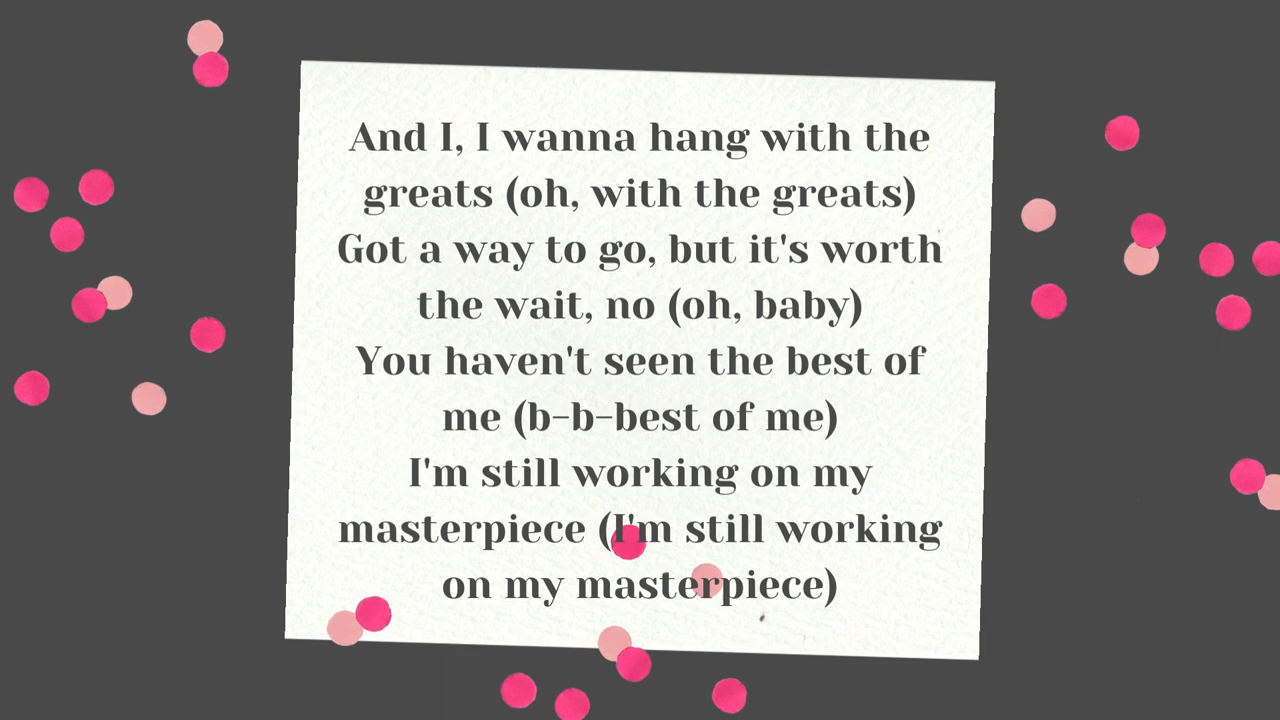 And I, I wanna hang with the
greats (oh, with the greats)
Got a way to go, but it's worth
the wait, no (oh, baby)
You haven't seen the best of
me (b-b-best of me)
I'm still working on my
masterpiece (I'm still working
on my masterpiece)